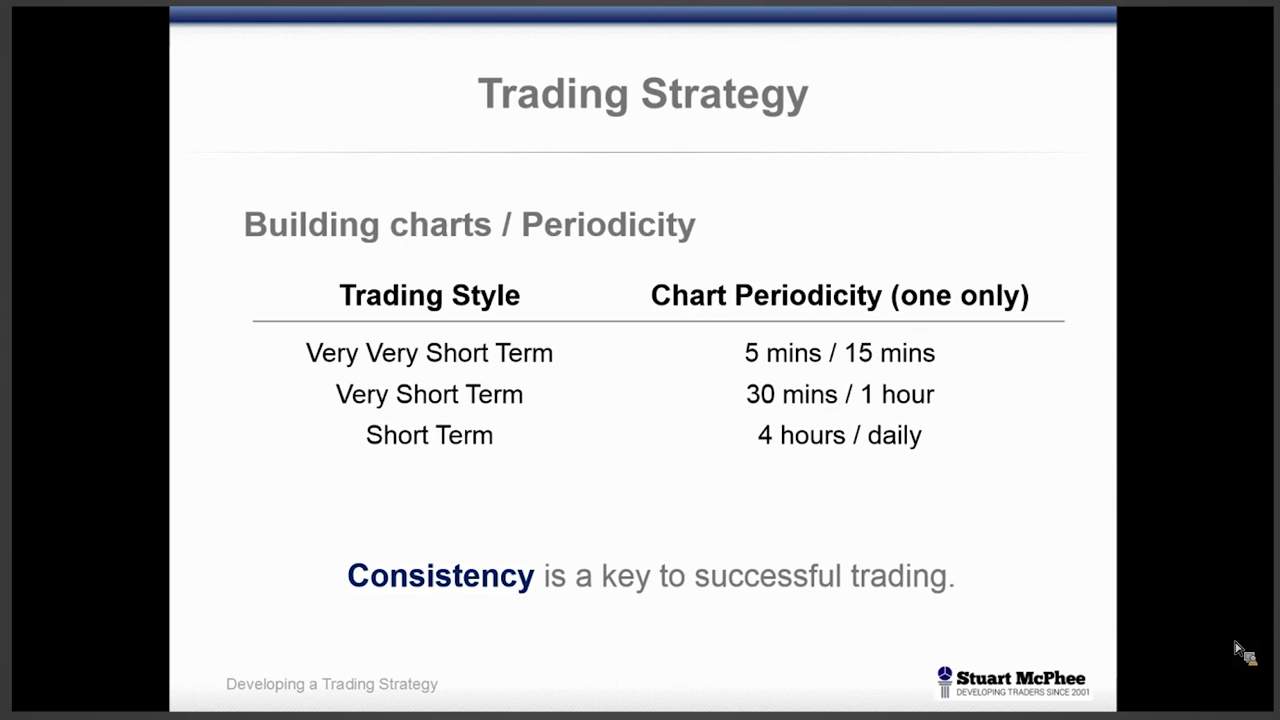 Trading Strategy
Building charts / Periodicity
Trading Style Chart Periodicity (one only)
Very Very Short Term 5 mins / 15 mins
Very Short Term 30 mins / 1 hour
Short Term 4 hours / daily
Consistency is a key to successful trading.
Developing a Trading Strategy
Stuart McPhee
DEVELOPING TRADERS SINCE 2001